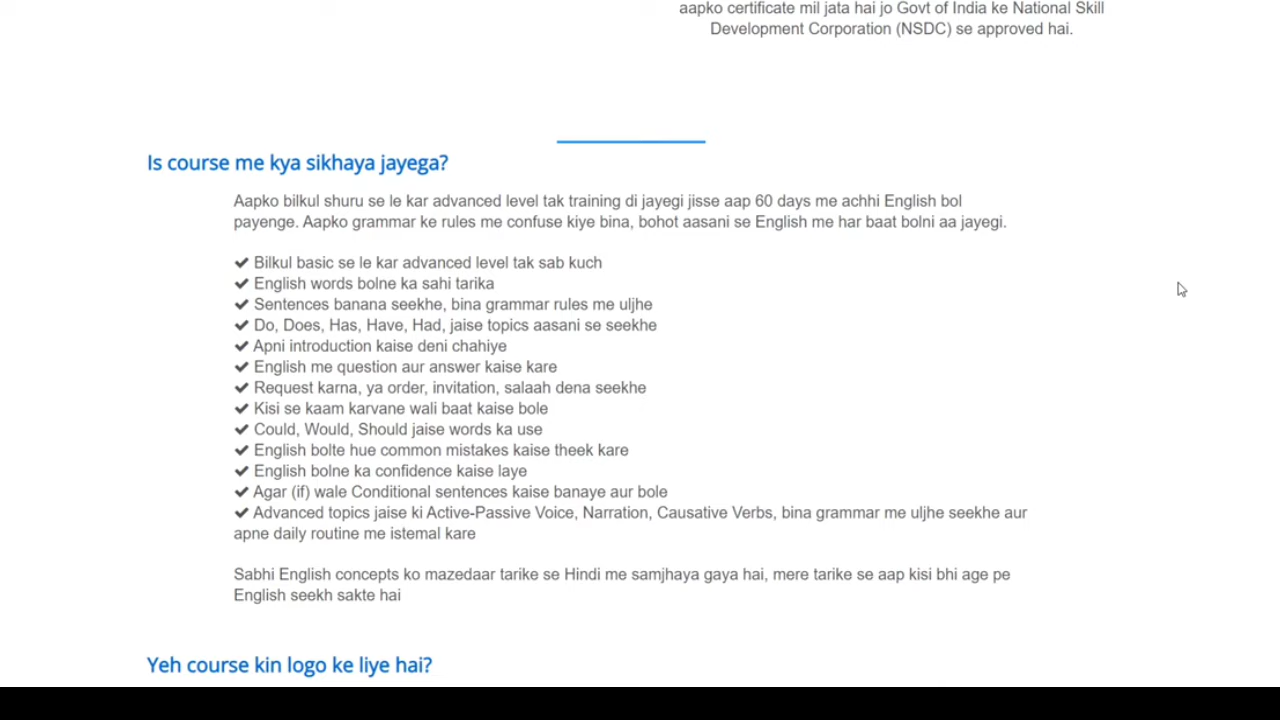 aapko certificate mil jata hai jo Govt of India ke National Skill
Development Corporation (NSDC) se approved hai.
Is course me kya sikhaya jayega?
Aapko bilkul shuru se le kar advanced level tak training di jayegi jisse aap 60 days me achhi English bol
payenge. Aapko grammar ke rules me confuse kiye bina, bohot aasani se English me har baat bolni aa jayegi.
✔ Bilkul basic se le kar advanced level tak sab kuch
✔ English words bolne ka sahi tarika
✔ Sentences banana seekhe, bina grammar rules me uljhe
✔ Do, Does, Has, Have, Had, jaise topics aasani se seekhe
✔ Apni introduction kaise deni chahiye
✔ English me question aur answer kaise kare
✔ Request karna, ya order, invitation, salaah dena seekhe
✔ Kisi se kaam karvane wali baat kaise bole
✔ Could, Would, Should jaise words ka use
✔ English bolte hue common mistakes kaise theek kare
✔ English bolne ka confidence kaise laye
✔ Agar (if) wale Conditional sentences kaise banaye aur bole
✔ Advanced topics jaise ki Active-Passive Voice, Narration, Causative Verbs, bina grammar me uljhe seekhe aur
apne daily routine me istemal kare
Sabhi English concepts ko mazedaar tarike se Hindi me samjhaya gaya hai, mere tarike se aap kisi bhi age pe
English seekh sakte hai
Yeh course kin logo ke liye hai?